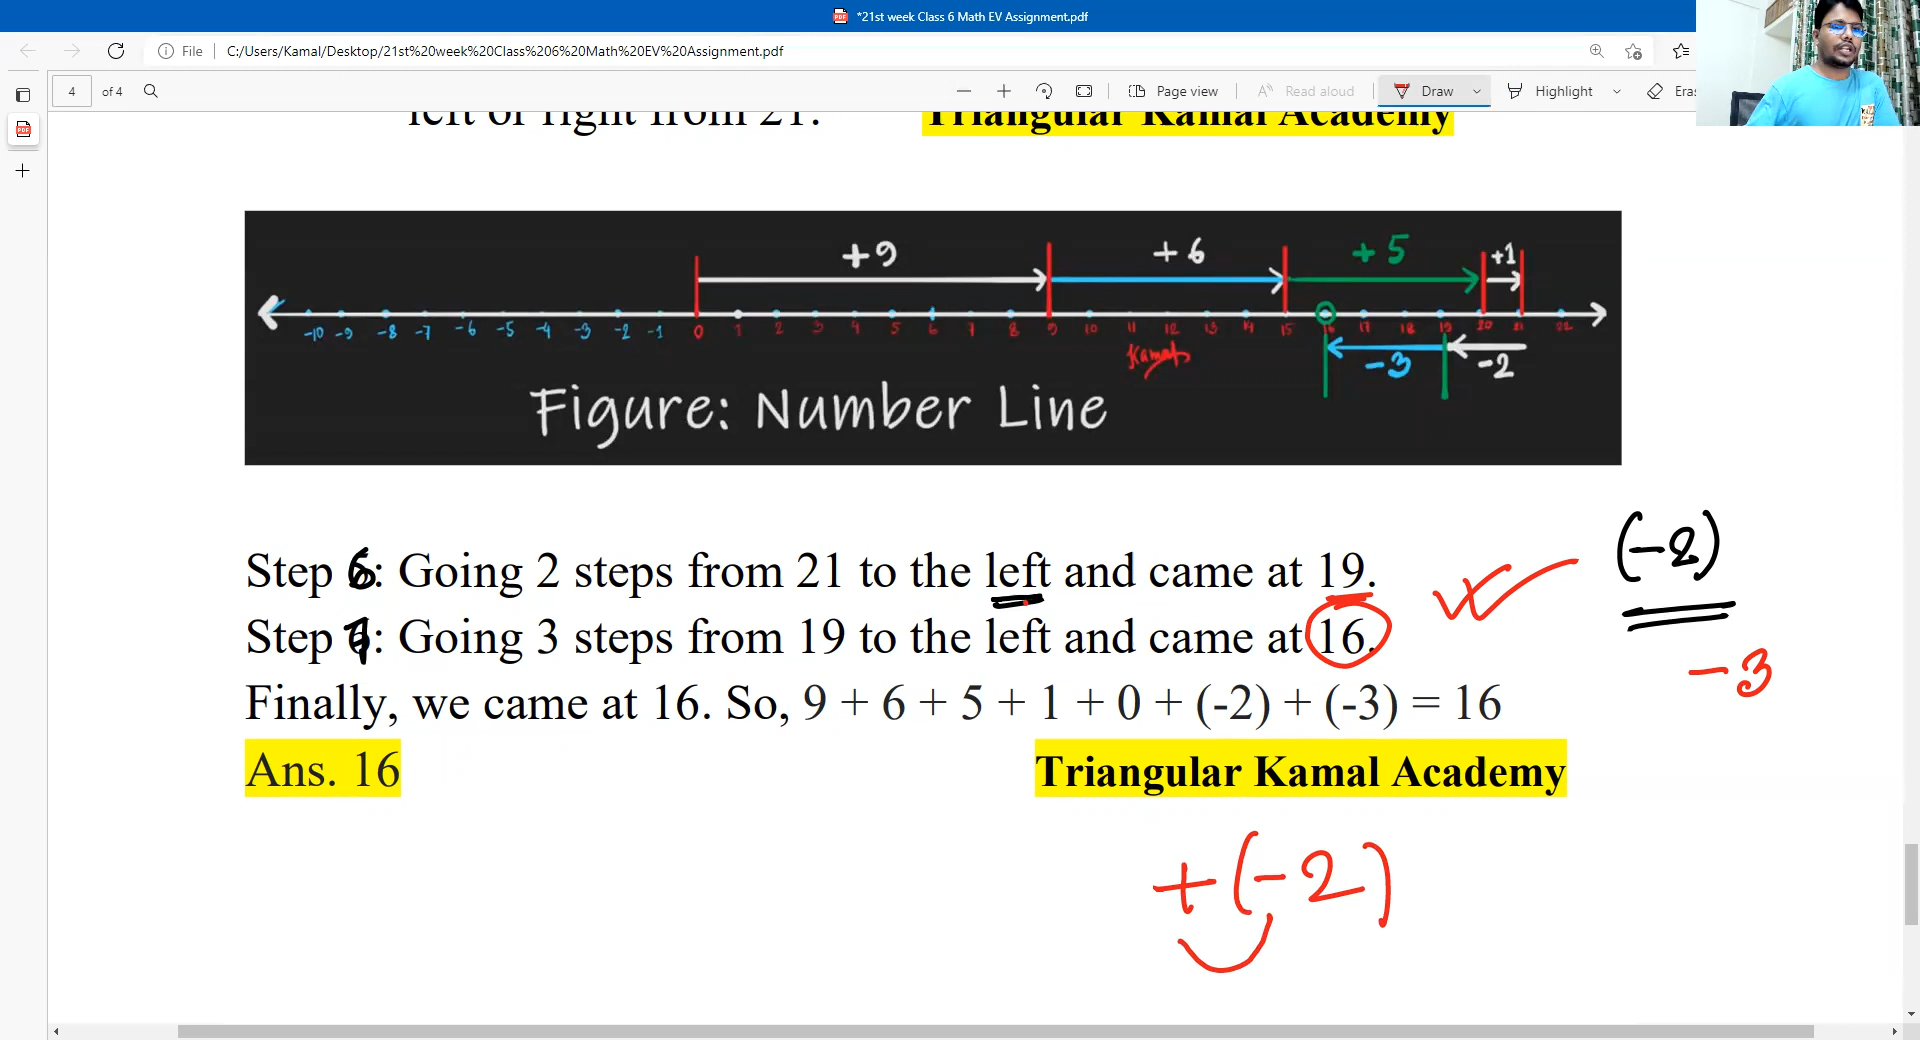 *21st week Class 6 Math EV Assignment.pdf
File C:/Users/Kamal/Desktop/21st%20week%20Class%206%20Math%20EV%20Assignment.pdf
4 of 4 Page view Read aloud Draw Highlight Eras
left or right from 21. Triangular Kamal Academy
+9 +6 +5 +1
-10 -9 -8 -7 -6 -5 -4 -3 -2 -1 0 1 2 3 4 5 6 7 8 9 10 11 12 13 14 15 16 17 18 19 20 21 22
Kamal -3 -2
Figure: Number Line
(-2)
Step 6: Going 2 steps from 21 to the left and came at 19.
Step 7: Going 3 steps from 19 to the left and came at 16.
-3
Finally, we came at 16. So, 9 + 6 + 5 + 1 + 0 + (-2) + (-3) = 16
Ans. 16 Triangular Kamal Academy
+(-2)